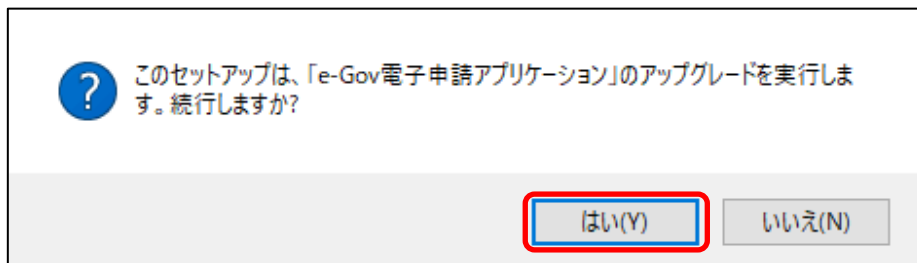 このセットアップは、「e-Gov電子申請アプリケーション」のアップグレードを実行しま
す。続行しますか?
はい(Y)
いいえ(N)